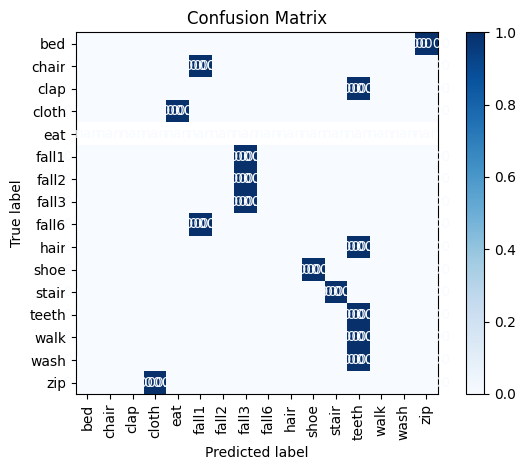 Confusion Matrix
bed
chair
clap
cloth
eat
fall1
fall2
fall3
fall6
hair
shoe
stair
teeth
walk
wash
zip
True label
bed chair clap cloth eat fall1 fall2 fall3 fall6 hair shoe stair teeth walk wash zip
Predicted label
1.0
0.8
0.6
0.4
0.2
0.0